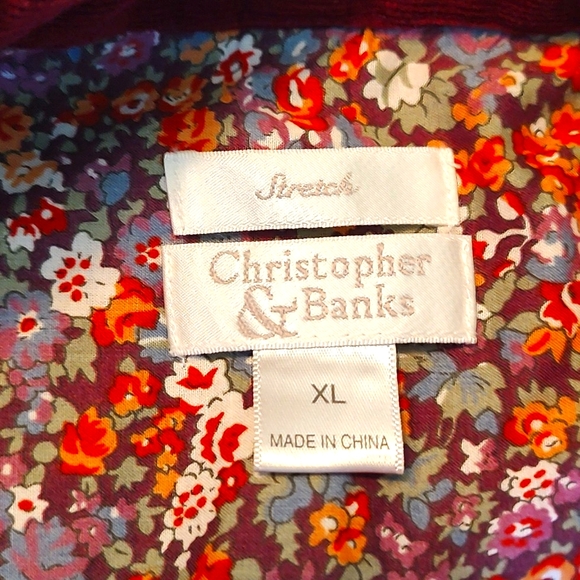 Stretch
Christopher
& Banks
XL
MADE IN CHINA